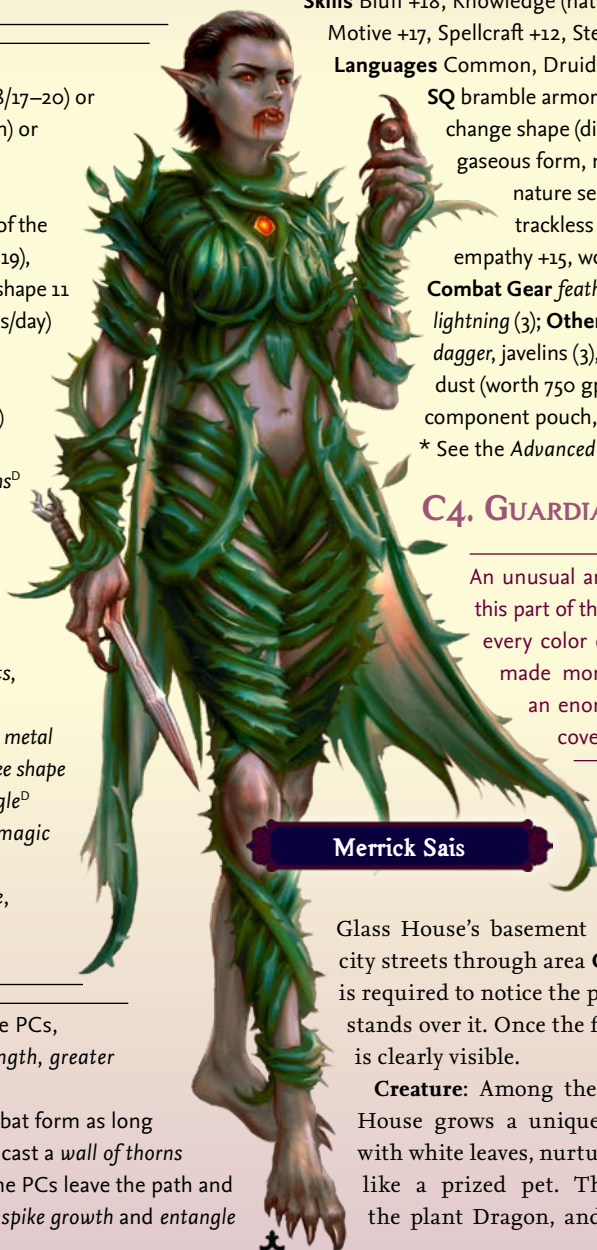 8/17–20) or
n) or
of the
19),
shape 11
s/day)
)
ns^D
ts,
metal
ee shape
gle^D
magic
e,
e PCs,
ngth, greater
bat form as long
cast a wall of thorns
he PCs leave the path and
spike growth and entangle
Skills Bluff +18, Knowledge (nat
Motive +17, Spellcraft +12, Ste
Languages Common, Druid
SQ bramble armor
change shape (di
gaseous form, r
nature se
trackless
empathy +15, wo
Combat Gear feath
lightning (3); Other
dagger, javelins (3),
dust (worth 750 gp
component pouch,
* See the Advanced
C4. Guardia
An unusual ar
this part of th
every color
made mor
an enor
cove
Merrick Sais
Glass House’s basement
city streets through area C
is required to notice the p
stands over it. Once the f
is clearly visible.
Creature: Among the
House grows a unique
with white leaves, nurtu
like a prized pet. Th
the plant Dragon, and